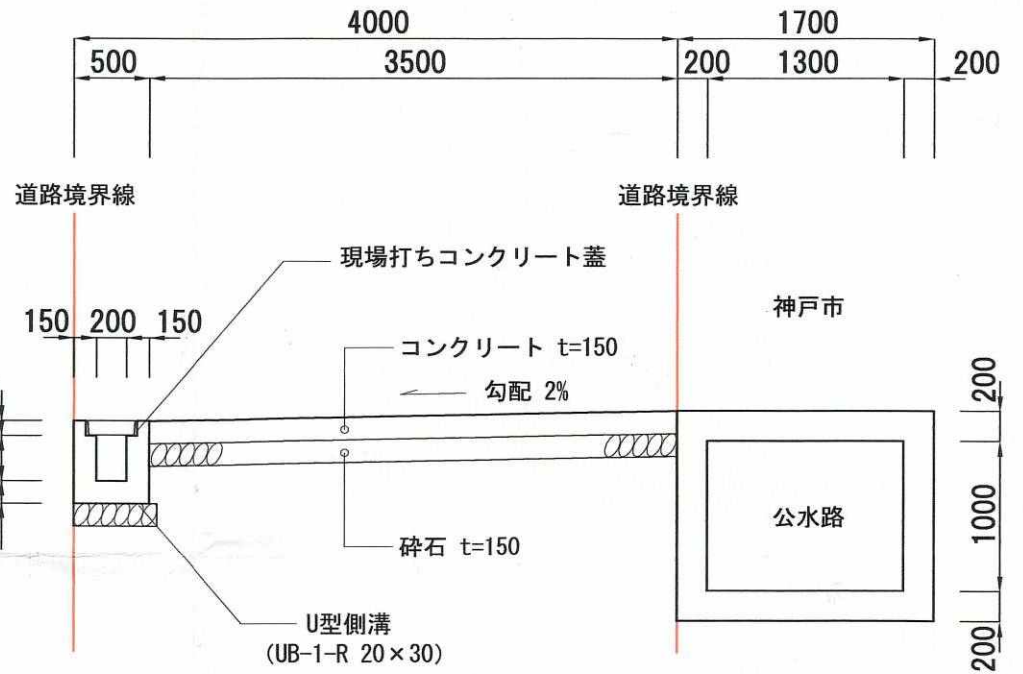 4000
1700
500
3500
200
1300
200
道路境界線
道路境界線
現場打ちコンクリート蓋
神戸市
150
200
150
コンクリート t=150
勾配 2%
200
公水路
1000
砕石 t=150
U型側溝
(UB-1-R 20×30)
200